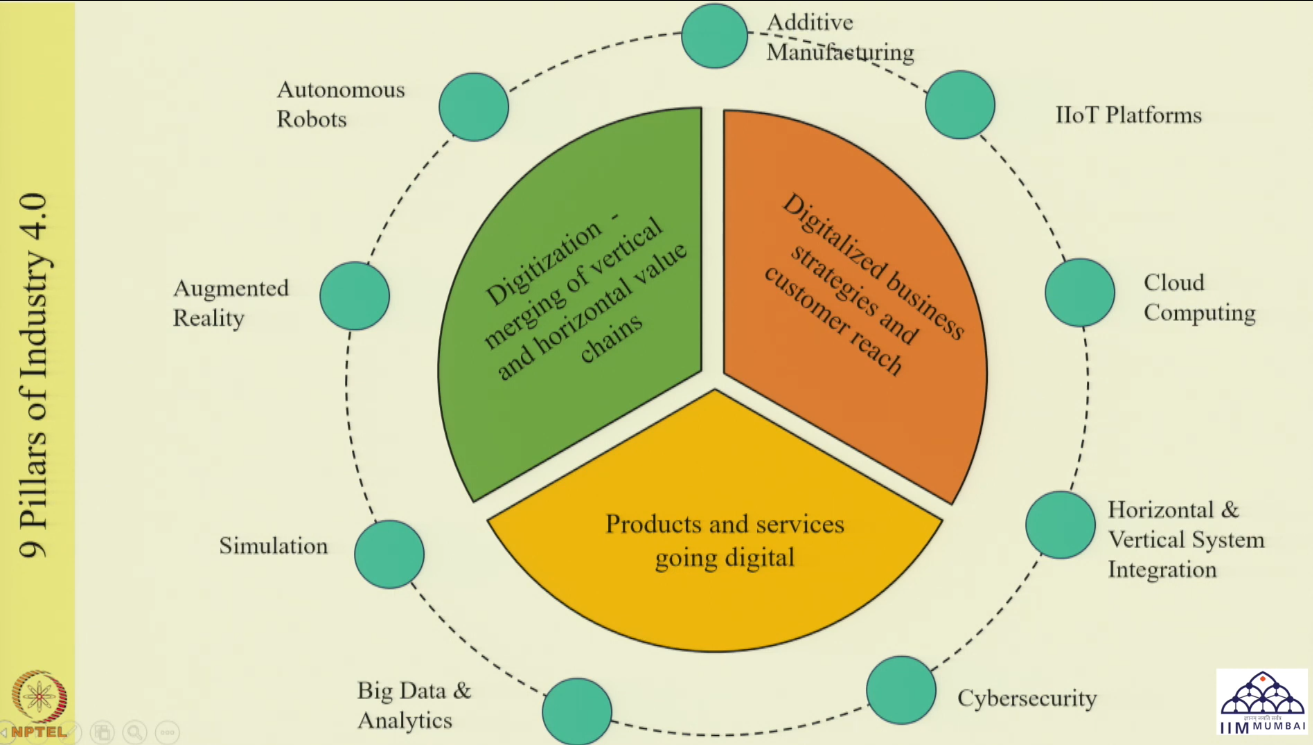 9 Pillars of Industry 4.0
Additive
Manufacturing
IIoT Platforms
Cloud
Computing
Horizontal &
Vertical System
Integration
Cybersecurity
Big Data &
Analytics
Simulation
Augmented
Reality
Autonomous
Robots
Digitization -
merging of vertical
and horizontal value
chains
Digitalized business
strategies and
customer reach
Products and services
going digital
NPTEL
IIM MUMBAI